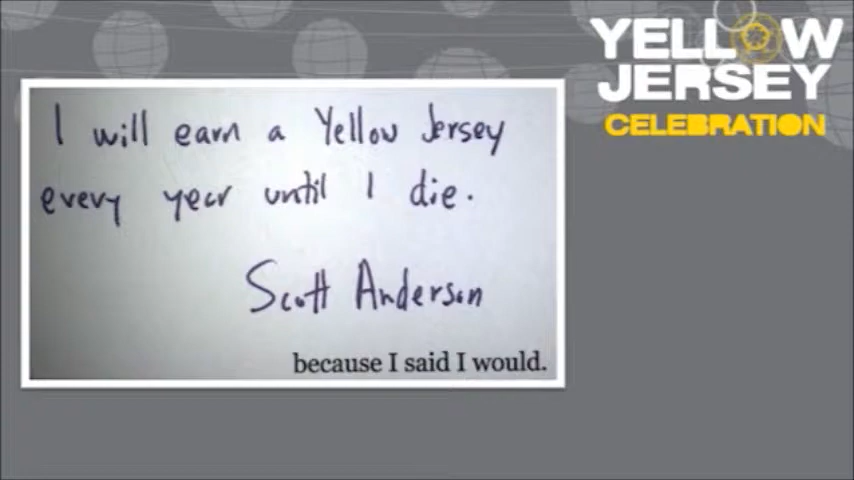 YELLOW
JERSEY
CELEBRATION
I will earn a Yellow Jersey
every year until I die.
Scott Anderson
because I said I would.